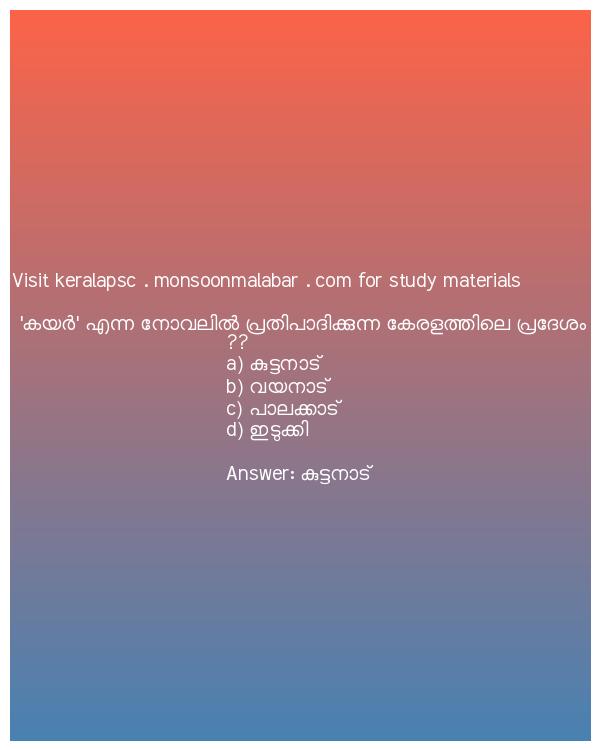 Visit keralapsc . monsoonmalabar . com for study materials
'കയർ' എന്ന നോവലിൽ പ്രതിപാദിക്കുന്ന കേരളത്തിലെ പ്രദേശം
??
a) കുട്ടനാട്
b) വയനാട്
c) പാലക്കാട്
d) ഇടുക്കി
Answer: കുട്ടനാട്